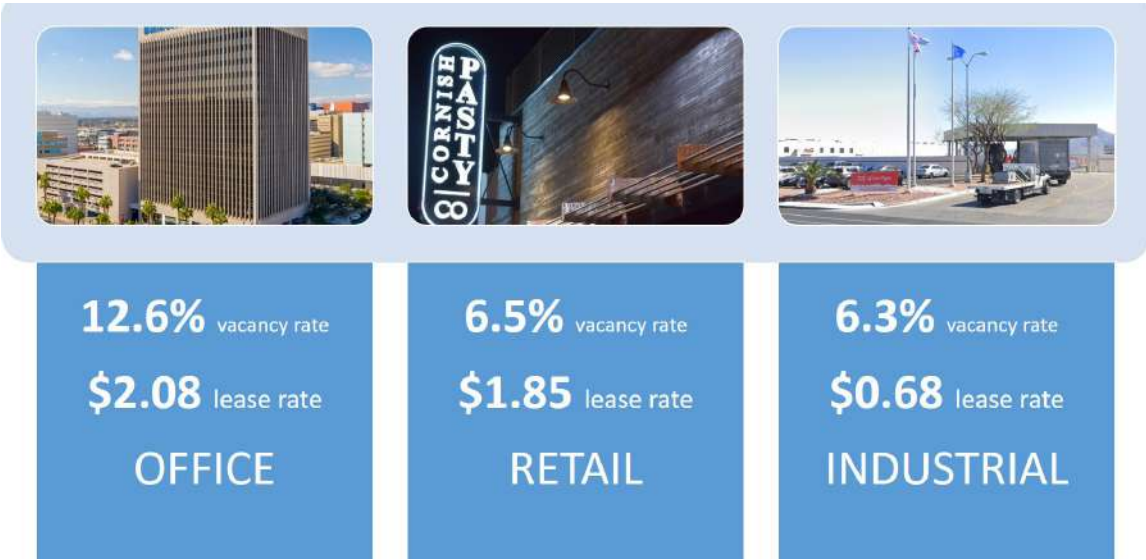 CORNISH
PASTY
CO
12.6% vacancy rate
$2.08 lease rate
OFFICE
6.5% vacancy rate
$1.85 lease rate
RETAIL
6.3% vacancy rate
$0.68 lease rate
INDUSTRIAL